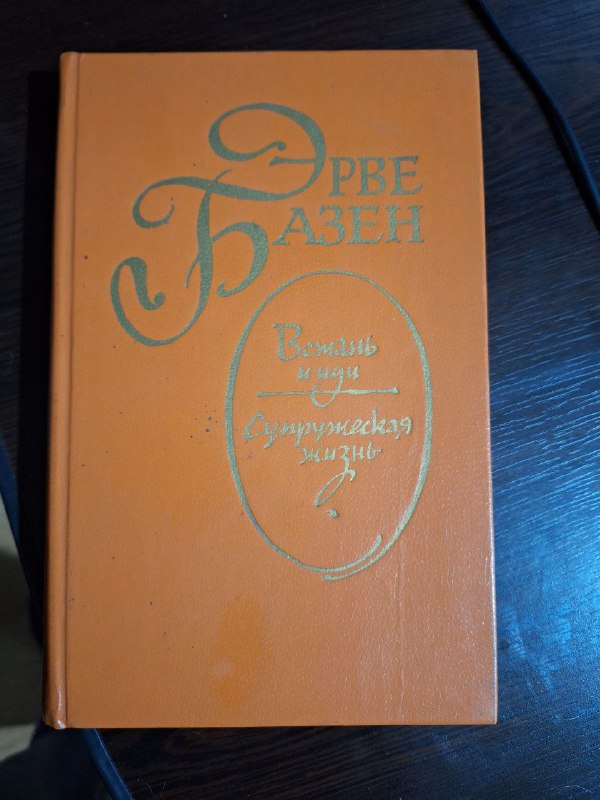 ЭРВЕ
БАЗЕН
Встань
и иди
Супружеская
жизнь